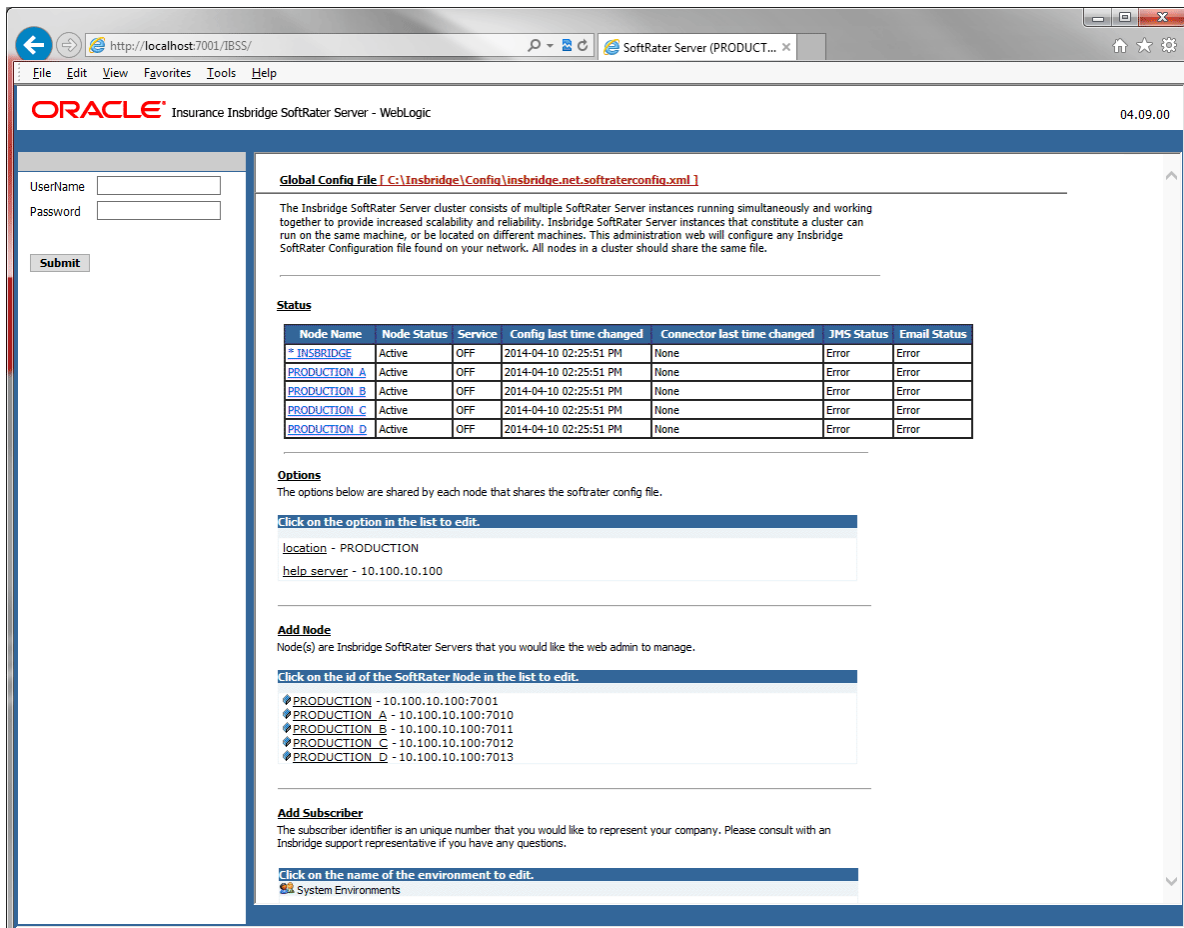 http://localhost:7001/IBSS/
SoftRater Server (PRODUCT...
File Edit View Favorites Tools Help
ORACLE® Insurance Insbridge SoftRater Server - WebLogic
04.09.00
UserName
Password
Submit
Global Config File [ C:\Insbridge\Config\insbridge.net.softraterconfig.xml ]
The Insbridge SoftRater Server cluster consists of multiple SoftRater Server instances running simultaneously and working
together to provide increased scalability and reliability. Insbridge SoftRater Server instances that constitute a cluster can
run on the same machine, or be located on different machines. This administration web will configure any Insbridge
SoftRater Configuration file found on your network. All nodes in a cluster should share the same file.
Status
Node Name Node Status Service Config last time changed Connector last time changed JMS Status Email Status
* INSBRIDGE Active OFF 2014-04-10 02:25:51 PM None Error Error
PRODUCTION_A Active OFF 2014-04-10 02:25:51 PM None Error Error
PRODUCTION_B Active OFF 2014-04-10 02:25:51 PM None Error Error
PRODUCTION_C Active OFF 2014-04-10 02:25:51 PM None Error Error
PRODUCTION_D Active OFF 2014-04-10 02:25:51 PM None Error Error
Options
The options below are shared by each node that shares the softrater config file.
Click on the option in the list to edit.
location - PRODUCTION
help server - 10.100.10.100
Add Node
Node(s) are Insbridge SoftRater Servers that you would like the web admin to manage.
Click on the id of the SoftRater Node in the list to edit.
PRODUCTION - 10.100.10.100:7001
PRODUCTION_A - 10.100.10.100:7010
PRODUCTION_B - 10.100.10.100:7011
PRODUCTION_C - 10.100.10.100:7012
PRODUCTION_D - 10.100.10.100:7013
Add Subscriber
The subscriber identifier is an unique number that you would like to represent your company. Please consult with an
Insbridge support representative if you have any questions.
Click on the name of the environment to edit.
System Environments